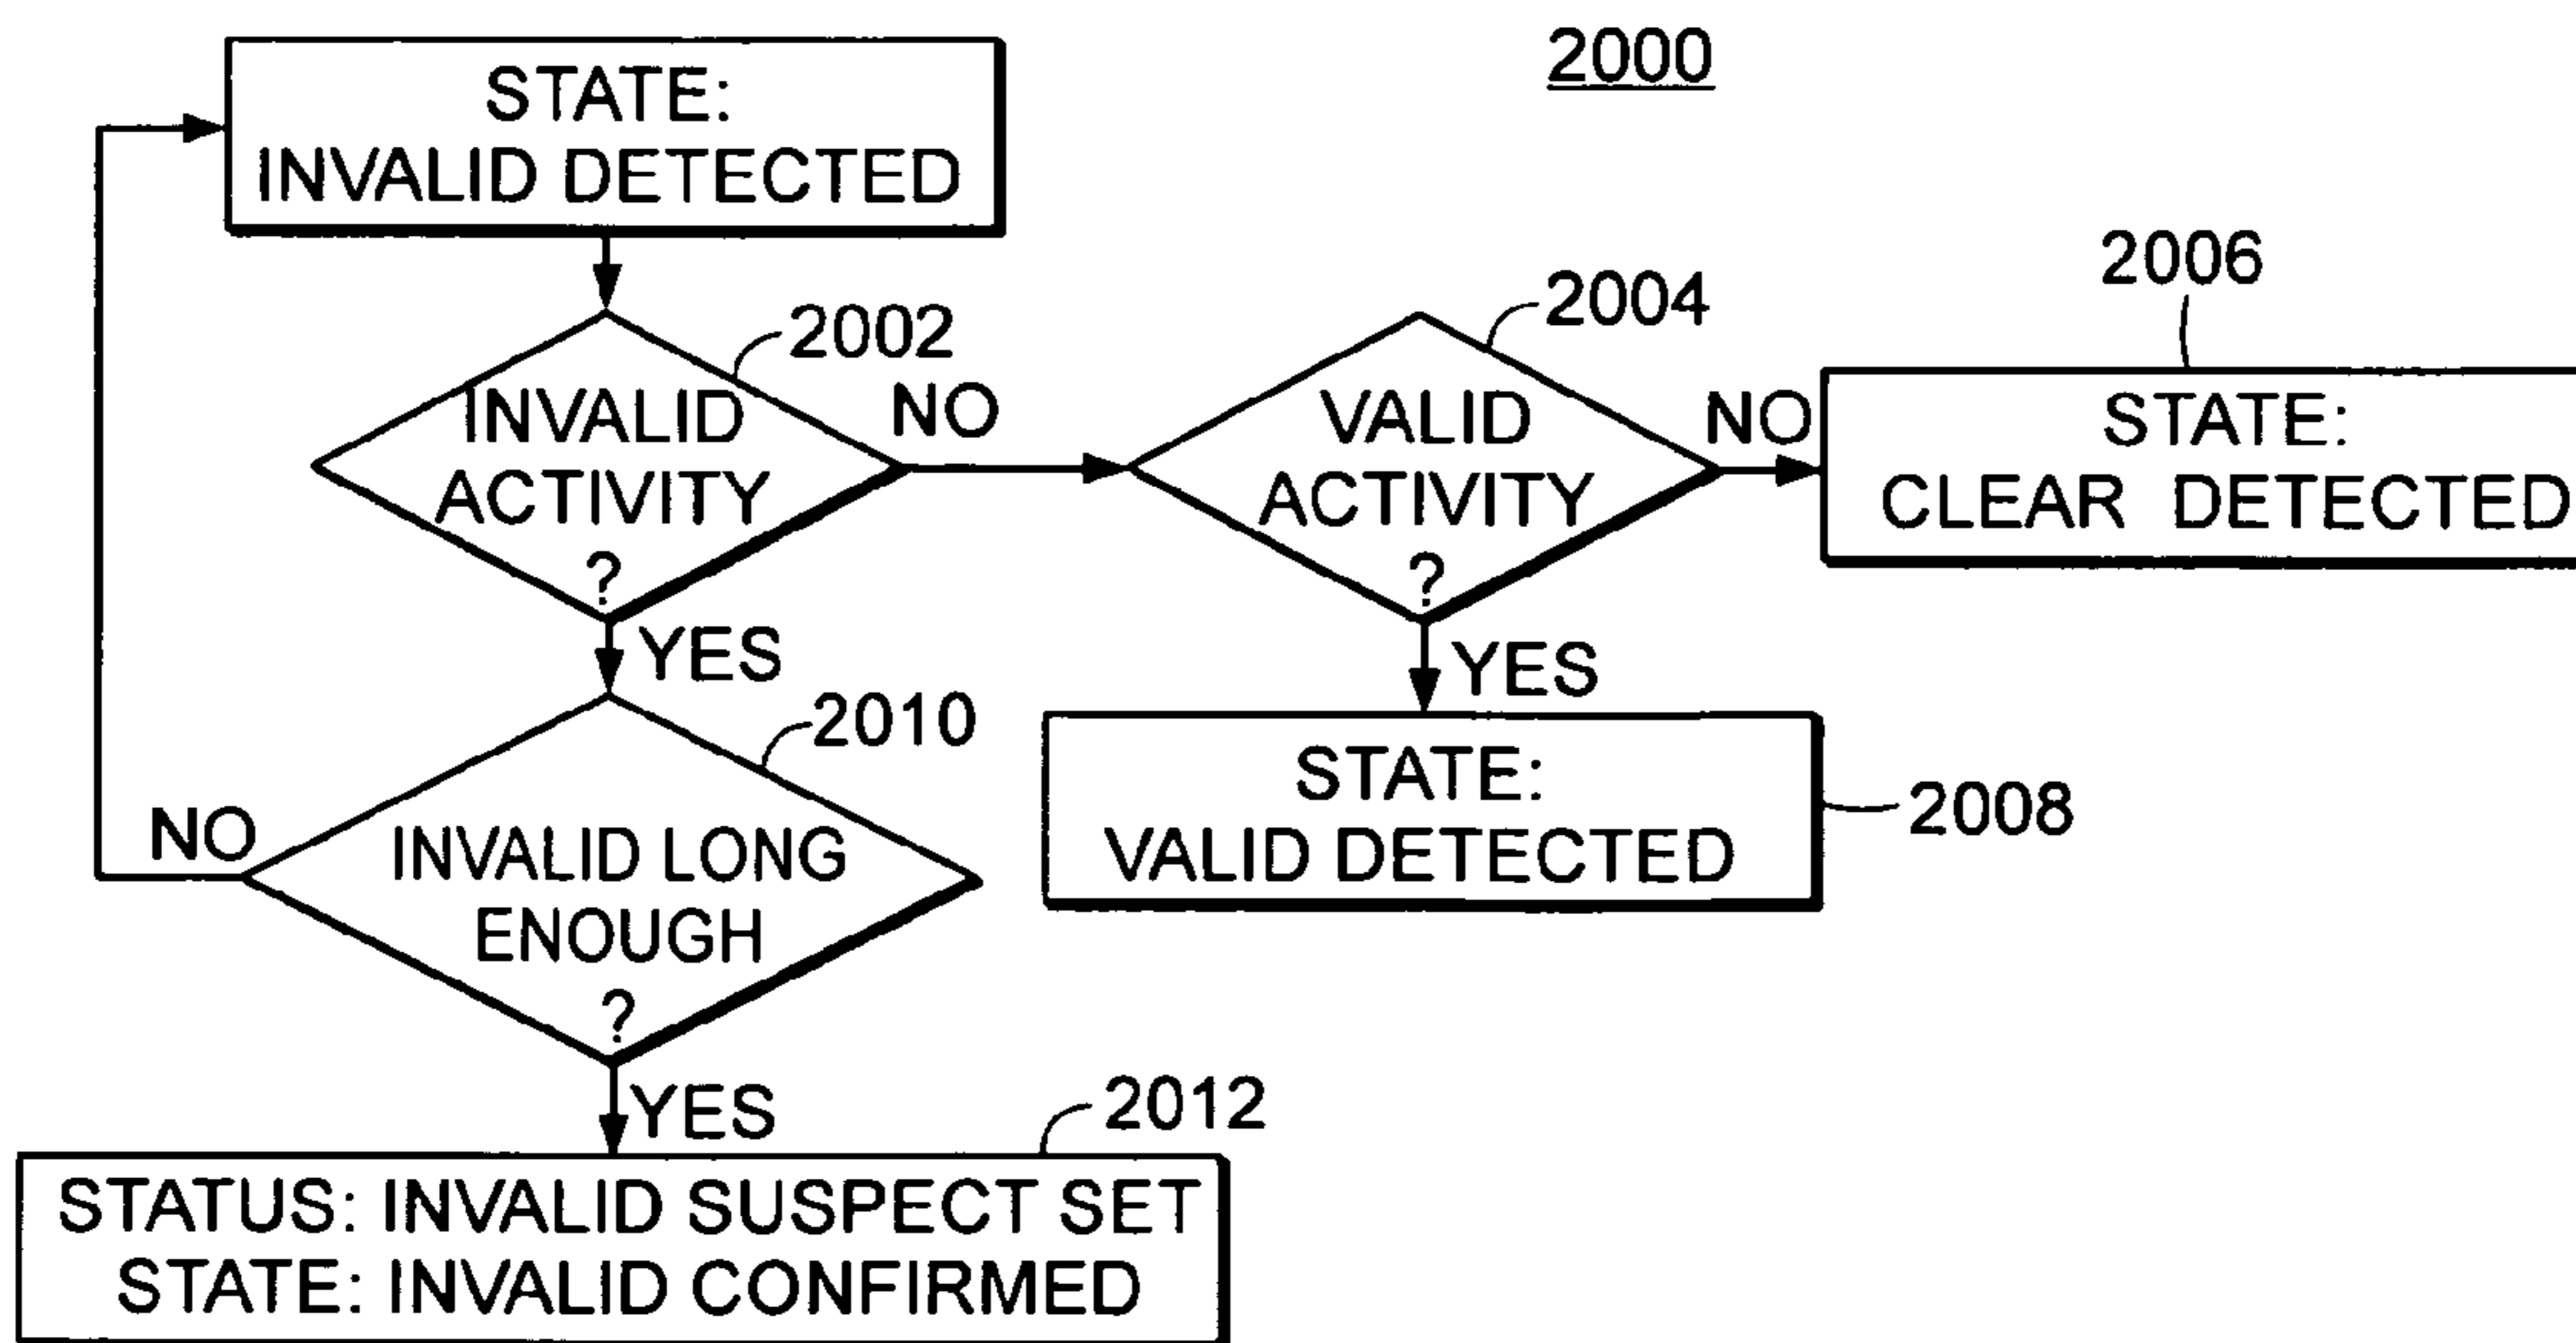 2000
STATE:
INVALID DETECTED
2002
INVALID
ACTIVITY
?
NO
YES
2004
VALID
ACTIVITY
?
NO
YES
2006
STATE:
CLEAR DETECTED
STATE:
VALID DETECTED
2008
2010
INVALID LONG
ENOUGH
?
NO
YES
2012
STATUS: INVALID SUSPECT SET
STATE: INVALID CONFIRMED